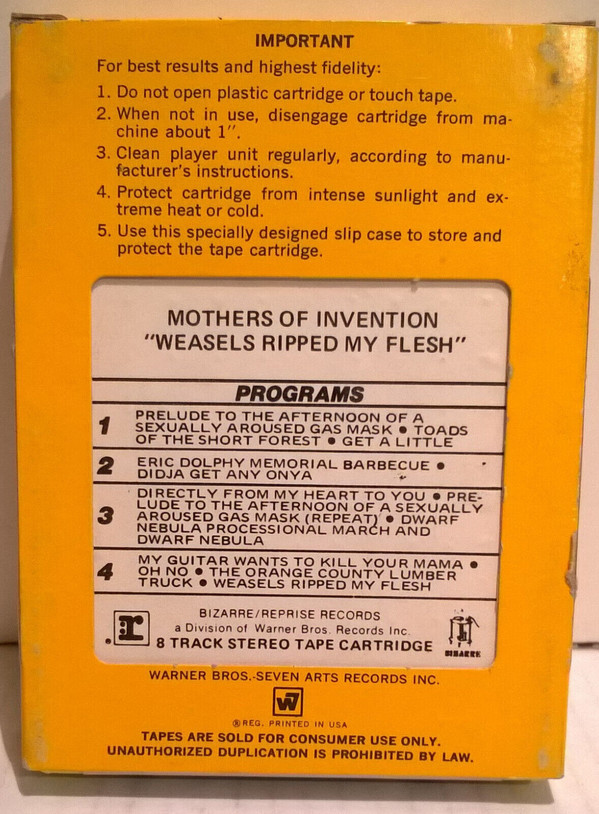 IMPORTANT
For best results and highest fidelity:
1. Do not open plastic cartridge or touch tape.
2. When not in use, disengage cartridge from ma-
chine about 1″.
3. Clean player unit regularly, according to manu-
facturer's instructions.
4. Protect cartridge from intense sunlight and ex-
treme heat or cold.
5. Use this specially designed slip case to store and
protect the tape cartridge.
MOTHERS OF INVENTION
"WEASELS RIPPED MY FLESH"
PROGRAMS
1 PRELUDE TO THE AFTERNOON OF A
SEXUALLY AROUSED GAS MASK ● TOADS
OF THE SHORT FOREST ● GET A LITTLE
2 ERIC DOLPHY MEMORIAL BARBECUE ●
DIDJA GET ANY ONYA
3 DIRECTLY FROM MY HEART TO YOU ● PRE-
LUDE TO THE AFTERNOON OF A SEXUALLY
AROUSED GAS MASK (REPEAT) ● DWARF
NEBULA PROCESSIONAL MARCH AND
DWARF NEBULA
4 MY GUITAR WANTS TO KILL YOUR MAMA ●
OH NO ● THE ORANGE COUNTY LUMBER
TRUCK ● WEASELS RIPPED MY FLESH
r
BIZARRE/REPRISE RECORDS
a Division of Warner Bros. Records Inc.
8 TRACK STEREO TAPE CARTRIDGE
BIZARRE
WARNER BROS.-SEVEN ARTS RECORDS INC.
W7
® REG. PRINTED IN USA
TAPES ARE SOLD FOR CONSUMER USE ONLY.
UNAUTHORIZED DUPLICATION IS PROHIBITED BY LAW.